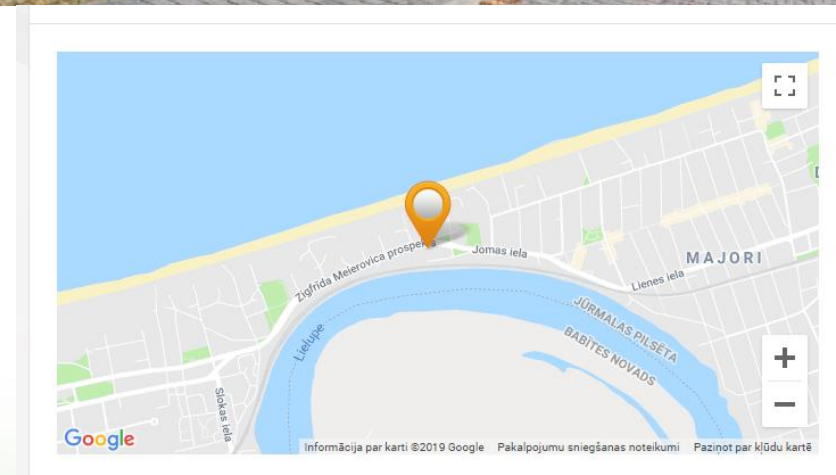 Zigfrīda Meierovica prospekts
Jomas iela
MAJORI
Lienes iela
JŪRMALAS PILSĒTA
BABĪTES NOVADS
Lielupe
Slokas iela
Google
Informācija par karti ©2019 Google Pakalpojumu sniegšanas noteikumi Paziņot par kļūdu kartē